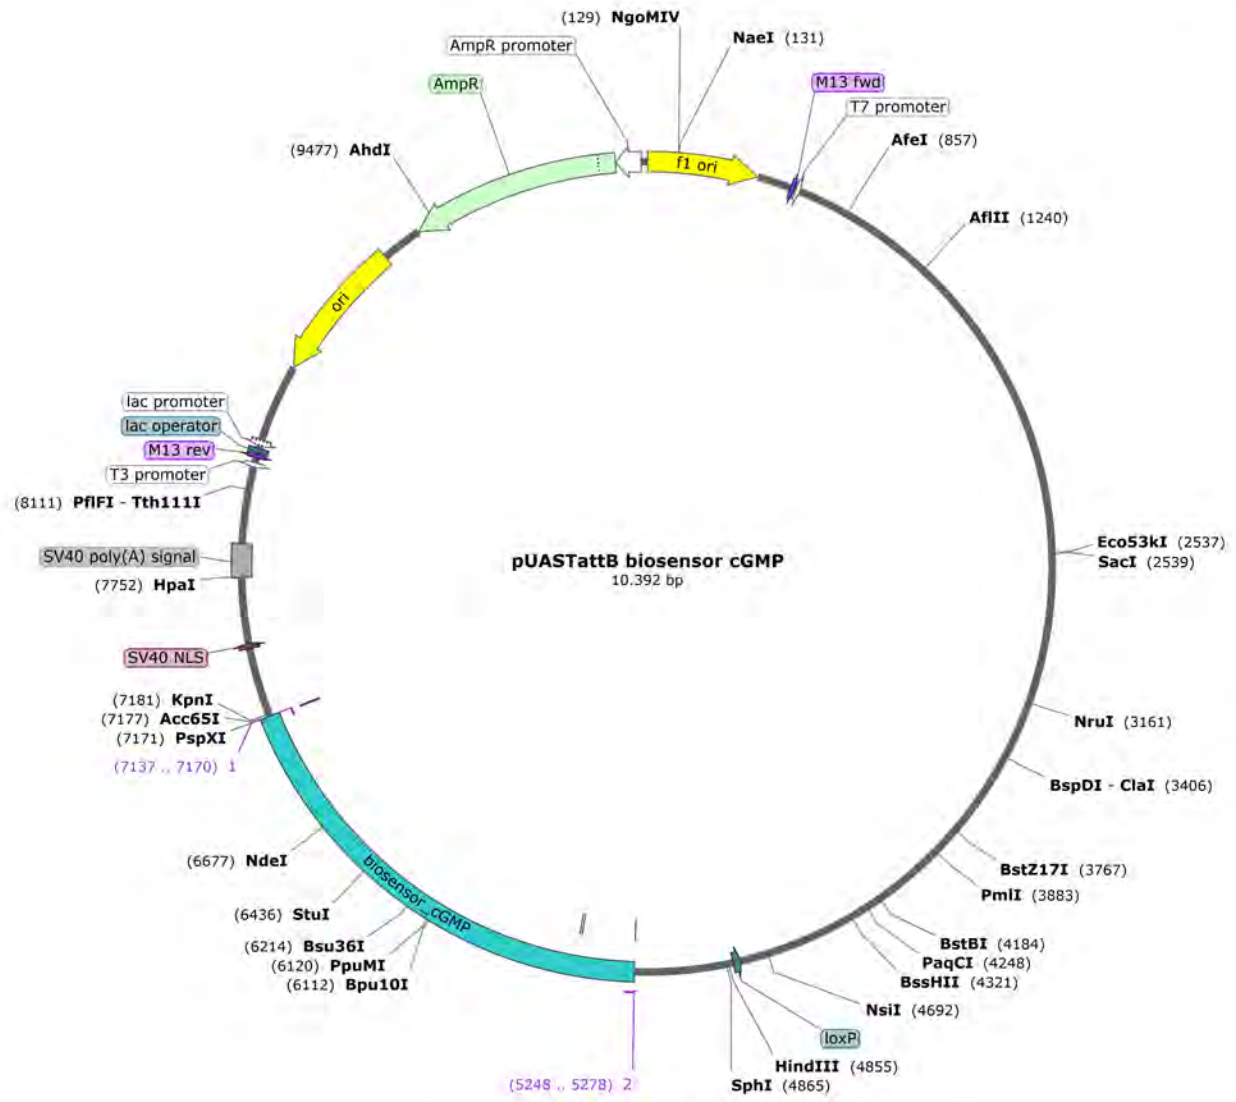 (129) NgoMIV
NaeI (131)
AmpR promoter
M13 fwd
AmpR
T7 promoter
AfeI (857)
(9477) AhdI
f1 ori
AflII (1240)
ori
lac promoter
lac operator
M13 rev
T3 promoter
(8111) PflFI - Tth111I
Eco53kI (2537)
SacI (2539)
SV40 poly(A) signal
pUASTattB biosensor cGMP
10.392 bp
(7752) HpaI
SV40 NLS
(7181) KpnI
(7177) Acc65I
(7171) PspXI
(7137 .. 7170) 1
NruI (3161)
BspDI - ClaI (3406)
(6677) NdeI
BstZ17I (3767)
PmlI (3883)
biosensor_cGMP
(6436) StuI
(6214) Bsu36I
(6120) PpuMI
(6112) Bpu10I
BstBI (4184)
PaqCI (4248)
BssHII (4321)
NsiI (4692)
loxP
HindIII (4855)
SphI (4865)
(5248 .. 5278) 2